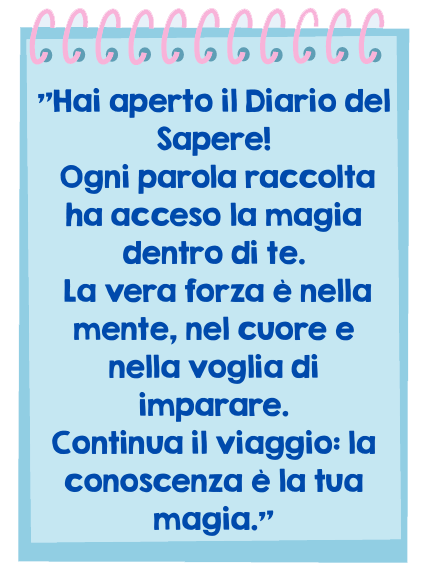 ”Hai aperto il Diario del
Sapere!
Ogni parola raccolta
ha acceso la magia
dentro di te.
La vera forza è nella
mente, nel cuore e
nella voglia di
imparare.
Continua il viaggio: la
conoscenza è la tua
magia.”